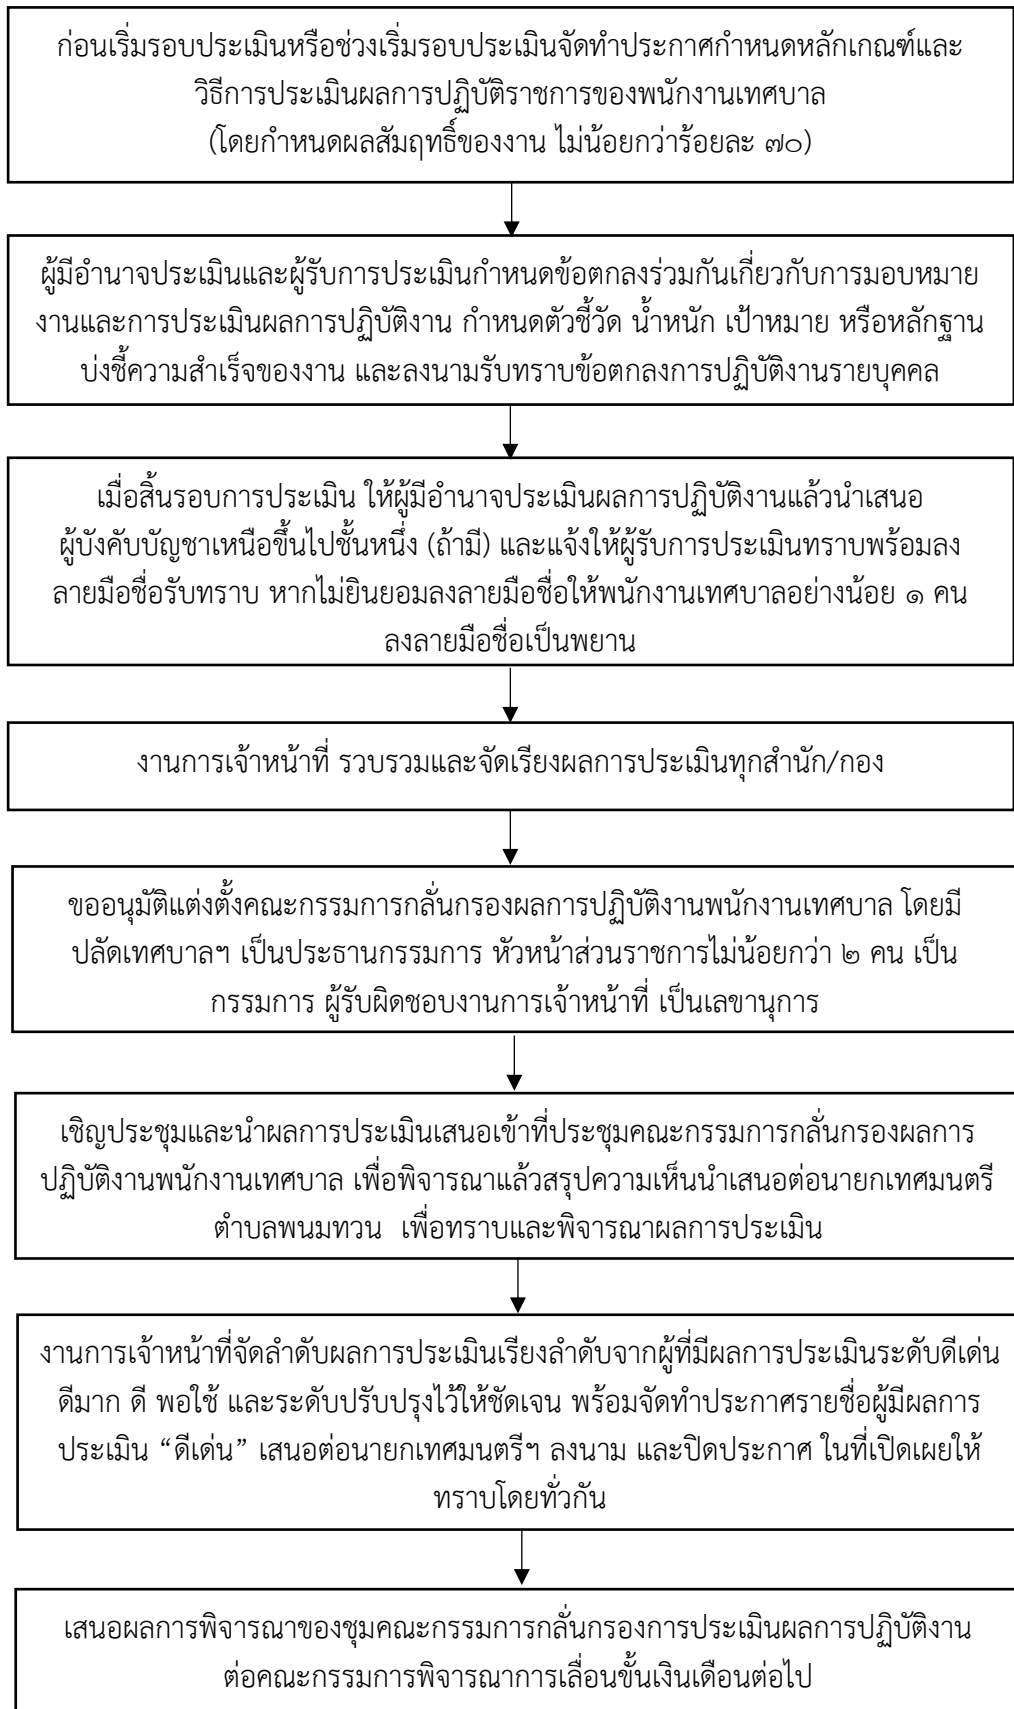 ก่อนเริ่มรอบประเมินหรือช่วงเริ่มรอบประเมินจัดทำประกาศกำหนดหลักเกณฑ์และ
วิธีการประเมินผลการปฏิบัติราชการของพนักงานเทศบาล
(โดยกำหนดผลสัมฤทธิ์ของงาน ไม่น้อยกว่าร้อยละ ๗๐)
ผู้มีอำนาจประเมินและผู้รับการประเมินกำหนดข้อตกลงร่วมกันเกี่ยวกับการมอบหมาย
งานและการประเมินผลการปฏิบัติงาน กำหนดตัวชี้วัด น้ำหนัก เป้าหมาย หรือหลักฐาน
บ่งชี้ความสำเร็จของงาน และลงนามรับทราบข้อตกลงการปฏิบัติงานรายบุคคล
เมื่อสิ้นรอบการประเมิน ให้ผู้มีอำนาจประเมินผลการปฏิบัติงานแล้วนำเสนอ
ผู้บังคับบัญชาเหนือขึ้นไปชั้นหนึ่ง (ถ้ามี) และแจ้งให้ผู้รับการประเมินทราบพร้อมลง
ลายมือชื่อรับทราบ หากไม่ยินยอมลงลายมือชื่อให้พนักงานเทศบาลอย่างน้อย ๑ คน
ลงลายมือชื่อเป็นพยาน
งานการเจ้าหน้าที่ รวบรวมและจัดเรียงผลการประเมินทุกสำนัก/กอง
ขออนุมัติแต่งตั้งคณะกรรมการกลั่นกรองผลการปฏิบัติงานพนักงานเทศบาล โดยมี
ปลัดเทศบาลฯ เป็นประธานกรรมการ หัวหน้าส่วนราชการไม่น้อยกว่า ๒ คน เป็น
กรรมการ ผู้รับผิดชอบงานการเจ้าหน้าที่ เป็นเลขานุการ
เชิญประชุมและนำผลการประเมินเสนอเข้าที่ประชุมคณะกรรมการกลั่นกรองผลการ
ปฏิบัติงานพนักงานเทศบาล เพื่อพิจารณาแล้วสรุปความเห็นนำเสนอต่อนายกเทศมนตรี
ตำบลพนมทวน  เพื่อทราบและพิจารณาผลการประเมิน
งานการเจ้าหน้าที่จัดลำดับผลการประเมินเรียงลำดับจากผู้ที่มีผลการประเมินระดับดีเด่น
ดีมาก ดี พอใช้ และระดับปรับปรุงไว้ให้ชัดเจน พร้อมจัดทำประกาศรายชื่อผู้มีผลการ
ประเมิน “ดีเด่น” เสนอต่อนายกเทศมนตรีฯ ลงนาม และปิดประกาศ ในที่เปิดเผยให้
ทราบโดยทั่วกัน
เสนอผลการพิจารณาของชุมคณะกรรมการกลั่นกรองการประเมินผลการปฏิบัติงาน
ต่อคณะกรรมการพิจารณาการเลื่อนขั้นเงินเดือนต่อไป